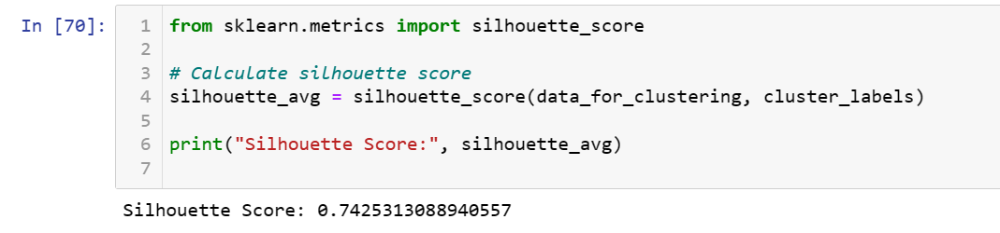 In [70]:
1 from sklearn.metrics import silhouette_score
2
3 # Calculate silhouette score
4 silhouette_avg = silhouette_score(data_for_clustering, cluster_labels)
5
6 print("Silhouette Score:", silhouette_avg)
7
Silhouette Score: 0.7425313088940557